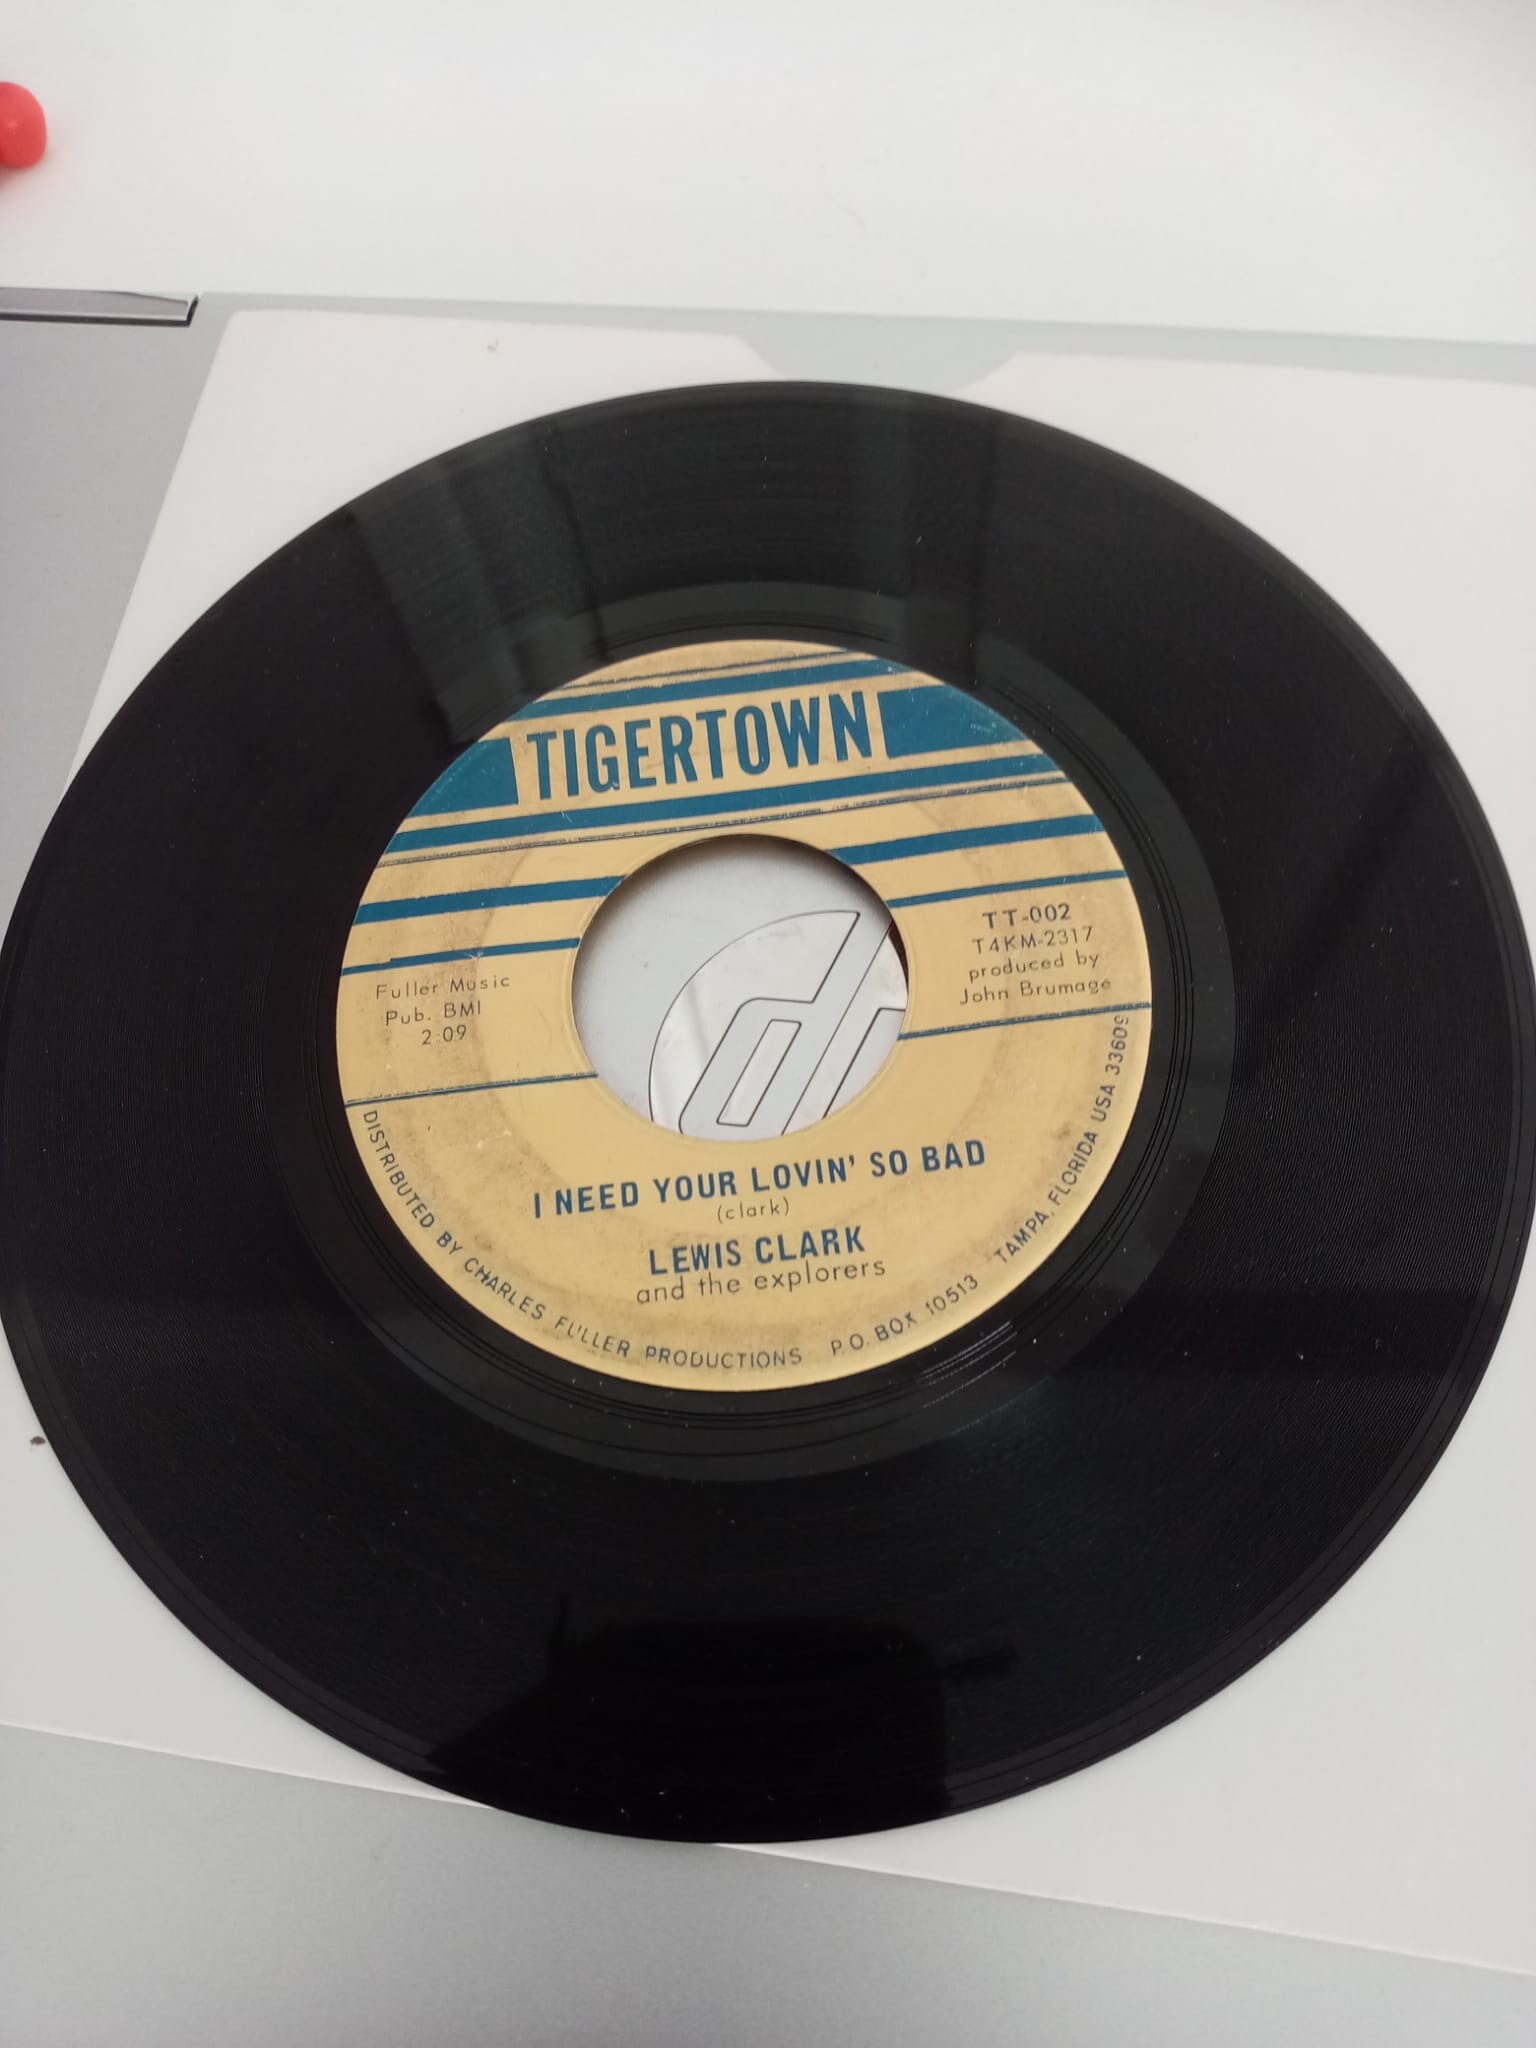 TIGERTOWN
TT-002
T4KM-2317
produced by
John Brumage
Fuller Music
Pub. BMI
2:09
I NEED YOUR LOVIN' SO BAD
(clark)
LEWIS CLARK
and the explorers
DISTRIBUTED BY CHARLES FULLER PRODUCTIONS P.O. BOX 10513 TAMPA, FLORIDA USA 33609